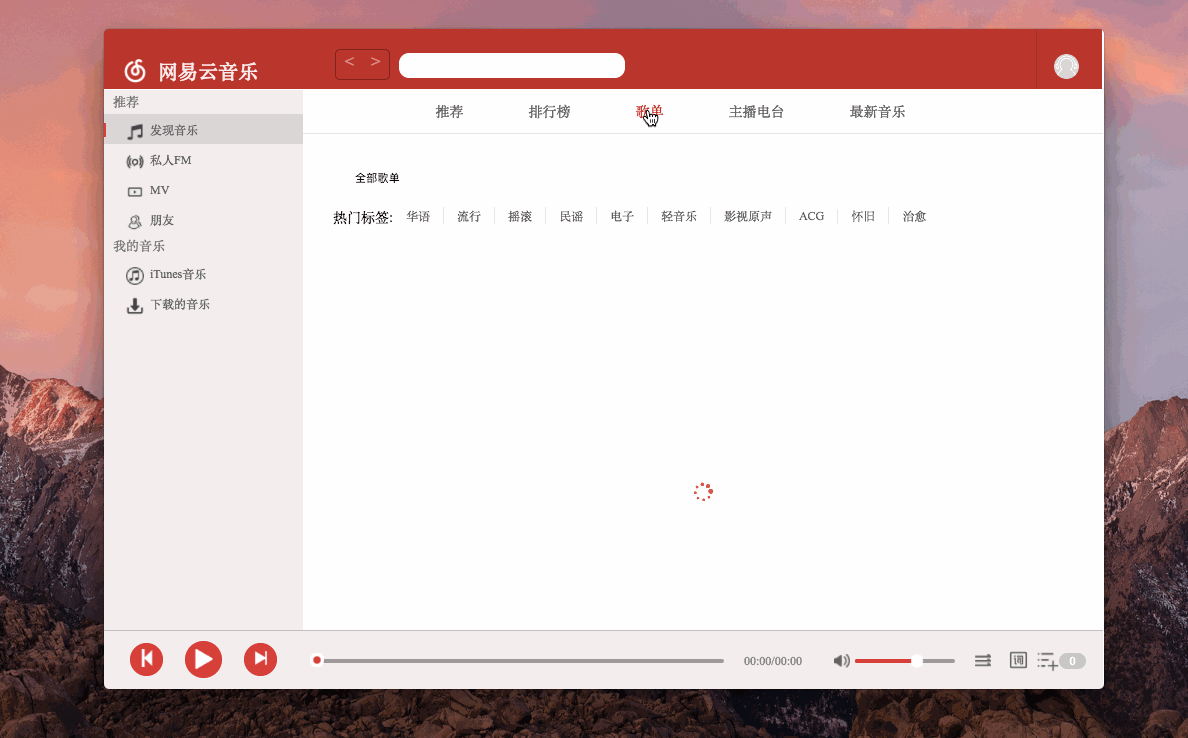 网易云音乐
< >
推荐
发现音乐
私人FM
MV
朋友
我的音乐
iTunes音乐
下载的音乐
推荐 排行榜 歌单 主播电台 最新音乐
全部歌单
热门标签: 华语 流行 摇滚 民谣 电子 轻音乐 影视原声 ACG 怀旧 治愈
00:00/00:00 词 0